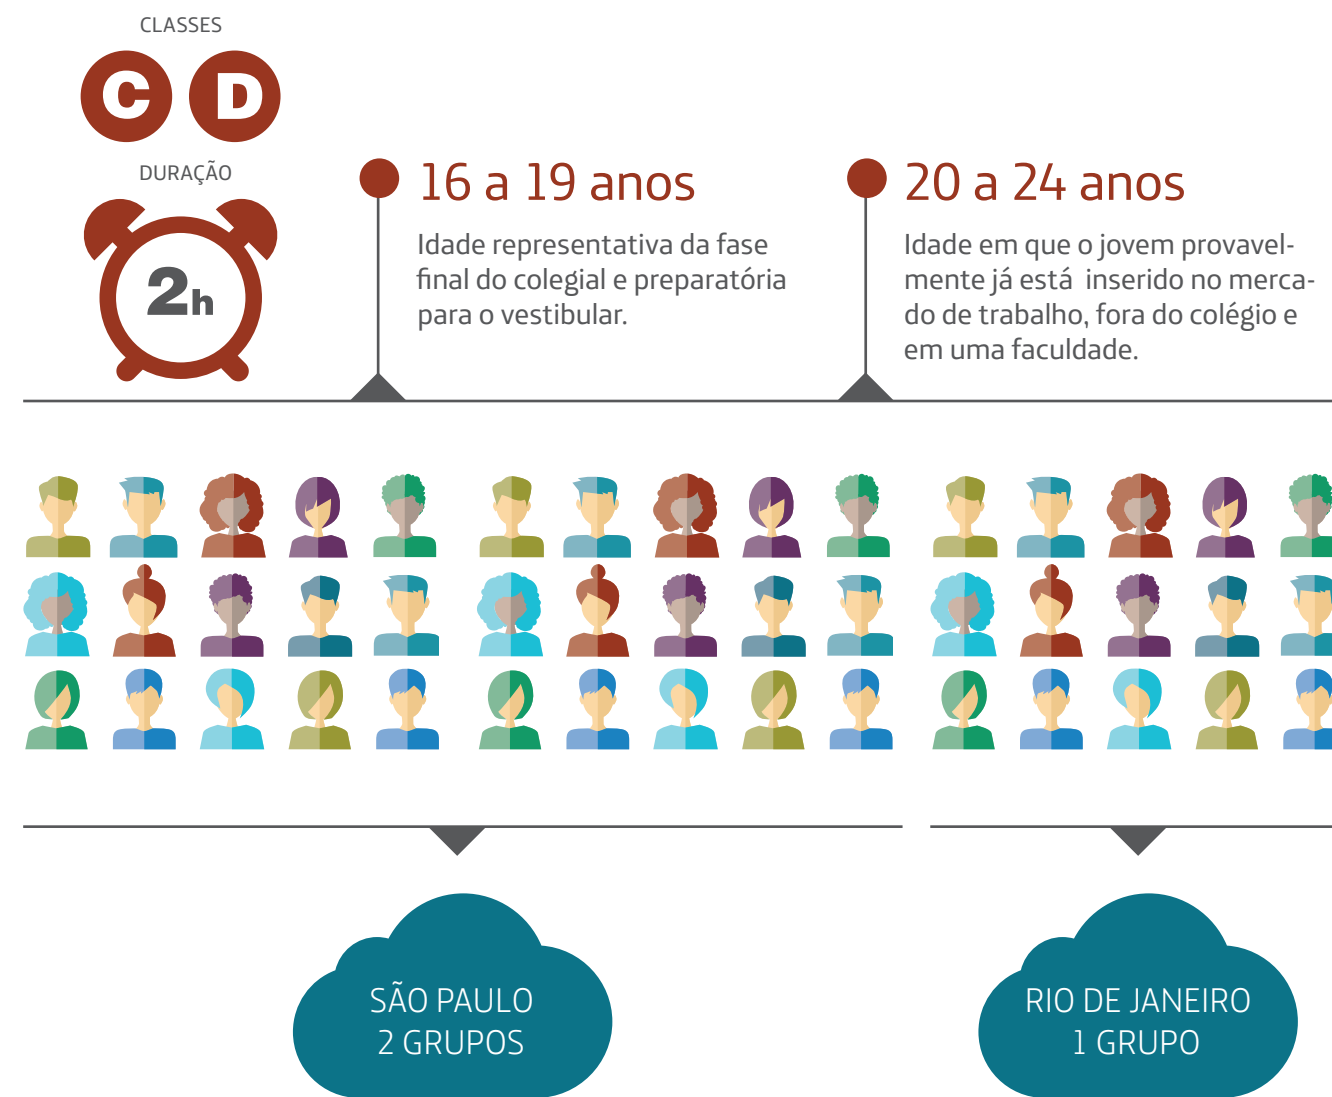 CLASSES
C D
DURAÇÃO
2h
16 a 19 anos
Idade representativa da fase
final do colegial e preparatória
para o vestibular.
20 a 24 anos
Idade em que o jovem provavel-
mente já está inserido no merca-
do de trabalho, fora do colégio e
em uma faculdade.
SÃO PAULO
2 GRUPOS
RIO DE JANEIRO
1 GRUPO